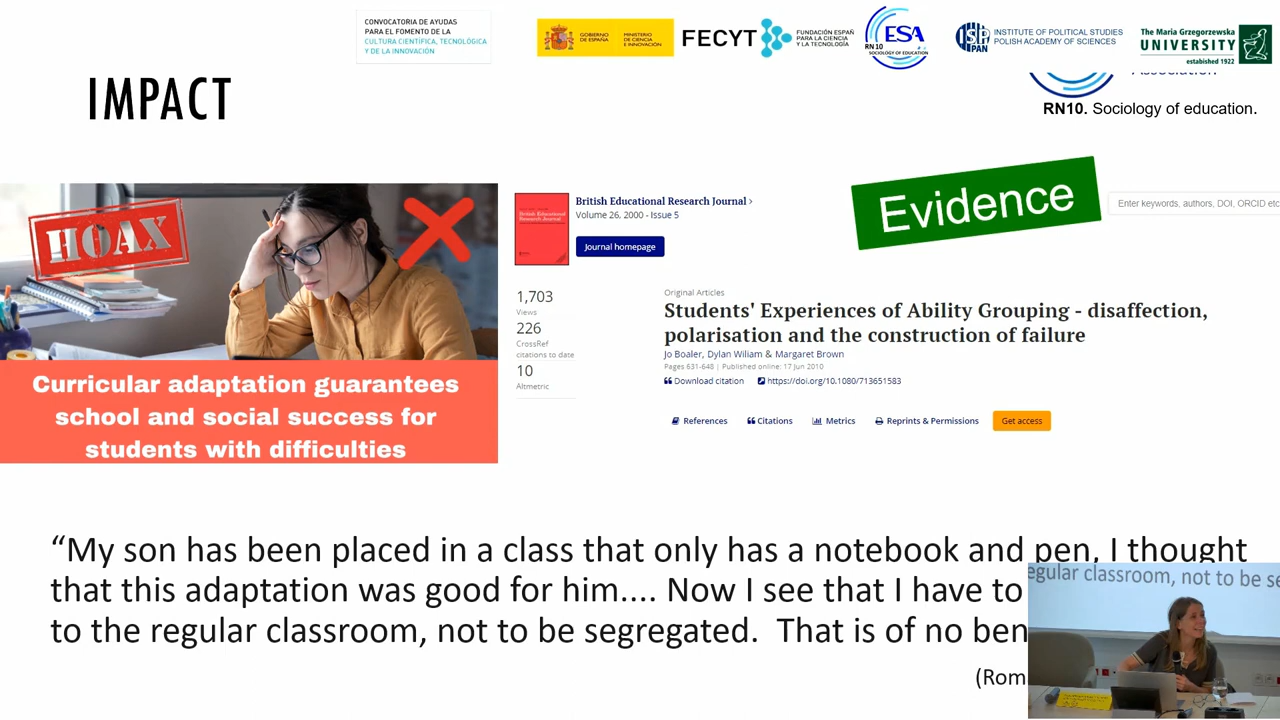 CONVOCATORIA DE AYUDAS
PARA EL FOMENTO DE LA
CULTURA CIENTÍFICA, TECNOLÓGICA
Y DE LA INNOVACIÓN
GOBIERNO
DE ESPAÑA
MINISTERIO
DE CIENCIA
E INNOVACIÓN
FECYT
FUNDACIÓN ESPAÑ
PARA LA CIENCIA
Y LA TECNOLOGÍA
ESA
RN 10
SOCIOLOGY OF EDUCATION
ISP
PAN
INSTITUTE OF POLITICAL STUDIES
POLISH ACADEMY OF SCIENCES
The Maria Grzegorzewska
UNIVERSITY
estabished 1922
IMPACT
Association
RN10. Sociology of education.
HOAX
British Educational Research Journal
Volume 26, 2000 - Issue 5
British Educational
Research Journal
Journal homepage
Evidence
Enter keywords, authors, DOI, ORCID etc
1,703
Views
226
CrossRef
citations to date
10
Altmetric
Original Articles
Students' Experiences of Ability Grouping - disaffection,
polarisation and the construction of failure
Jo Boaler, Dylan Wiliam & Margaret Brown
Pages 631-648 | Published online: 17 Jun 2010
Download citation https://doi.org/10.1080/713651583
References Citations Metrics Reprints & Permissions Get access
Curricular adaptation guarantees
school and social success for
students with difficulties
“My son has been placed in a class that only has a notebook and pen, I thought
that this adaptation was good for him.... Now I see that I have to
to the regular classroom, not to be segregated. That is of no ben
(Rom
egular classroom, not to be se